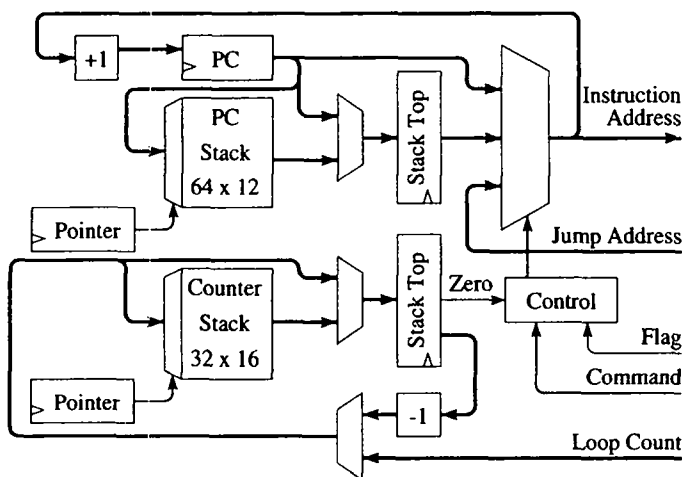 +1
PC
PC
Stack
64 x 12
Stack Top
Instruction
Address
Pointer
Jump Address
Counter
Stack
32 x 16
Stack Top
Zero
Control
Flag
Command
Pointer
-1
Loop Count